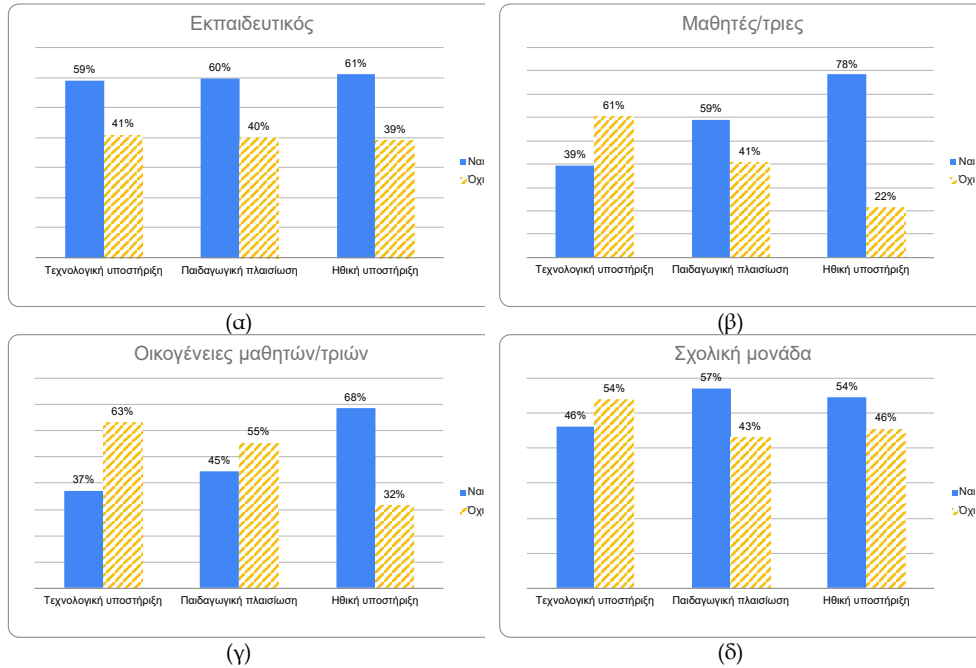 Εκπαιδευτικός
59%
41%
60%
40%
61%
39%
Ναι
Όχι
Τεχνολογική υποστήριξη Παιδαγωγική πλαισίωση Ηθική υποστήριξη
(α)
Μαθητές/τριες
39%
61%
59%
41%
78%
22%
Ναι
Όχι
Τεχνολογική υποστήριξη Παιδαγωγική πλαισίωση Ηθική υποστήριξη
(β)
Οικογένειες μαθητών/τριών
37%
63%
45%
55%
68%
32%
Ναι
Όχι
Τεχνολογική υποστήριξη Παιδαγωγική πλαισίωση Ηθική υποστήριξη
(γ)
Σχολική μονάδα
46%
54%
57%
43%
54%
46%
Ναι
Όχι
Τεχνολογική υποστήριξη Παιδαγωγική πλαισίωση Ηθική υποστήριξη
(δ)